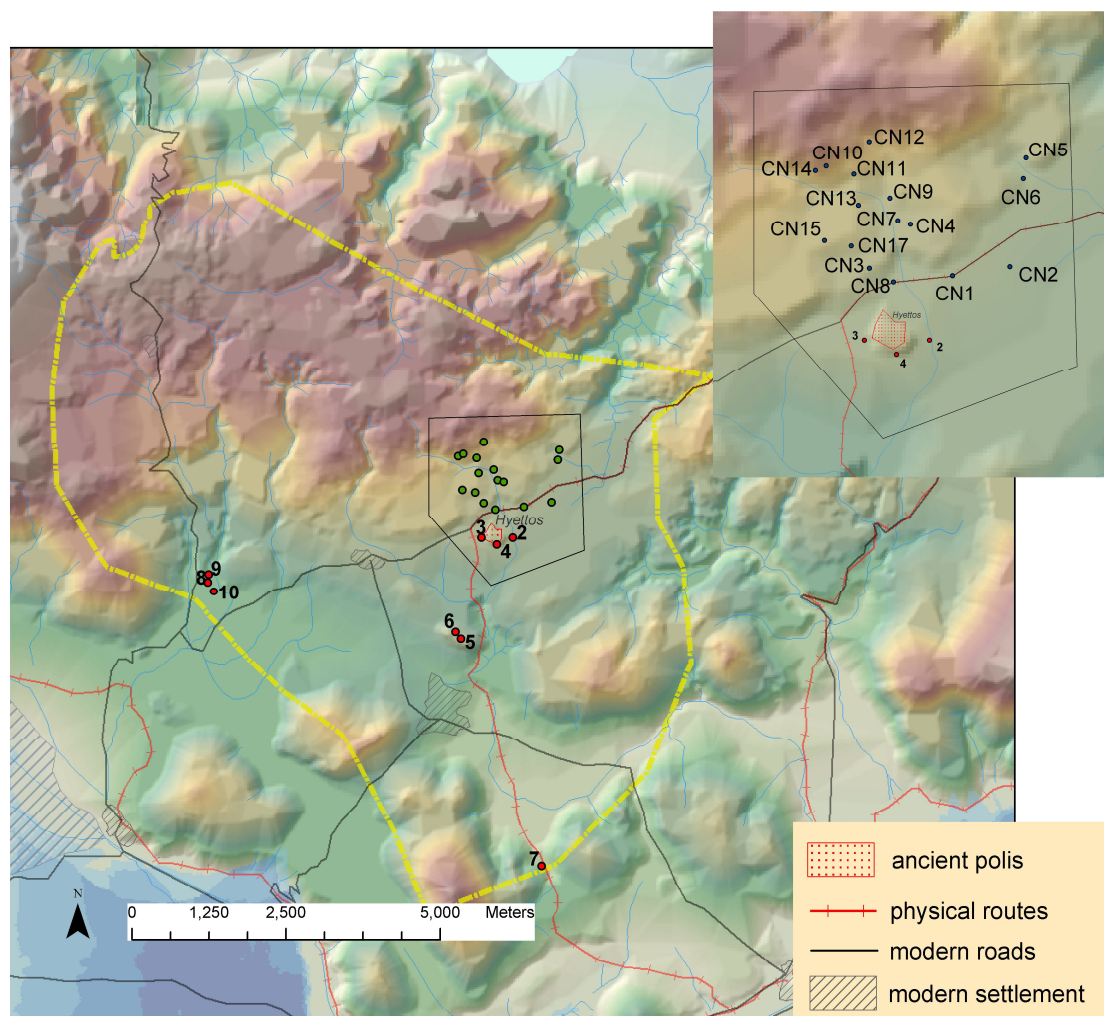 CN12
CN10
CN5
CN14
CN11
CN6
CN9
CN13
CN7
CN4
CN15
CN17
CN3
CN2
CN8
CN1
Hyettos
3
2
4
Hyettos
3
2
4
9
8
10
6
5
7
N
0 1,250 2,500 5,000 Meters
ancient polis
physical routes
modern roads
modern settlement